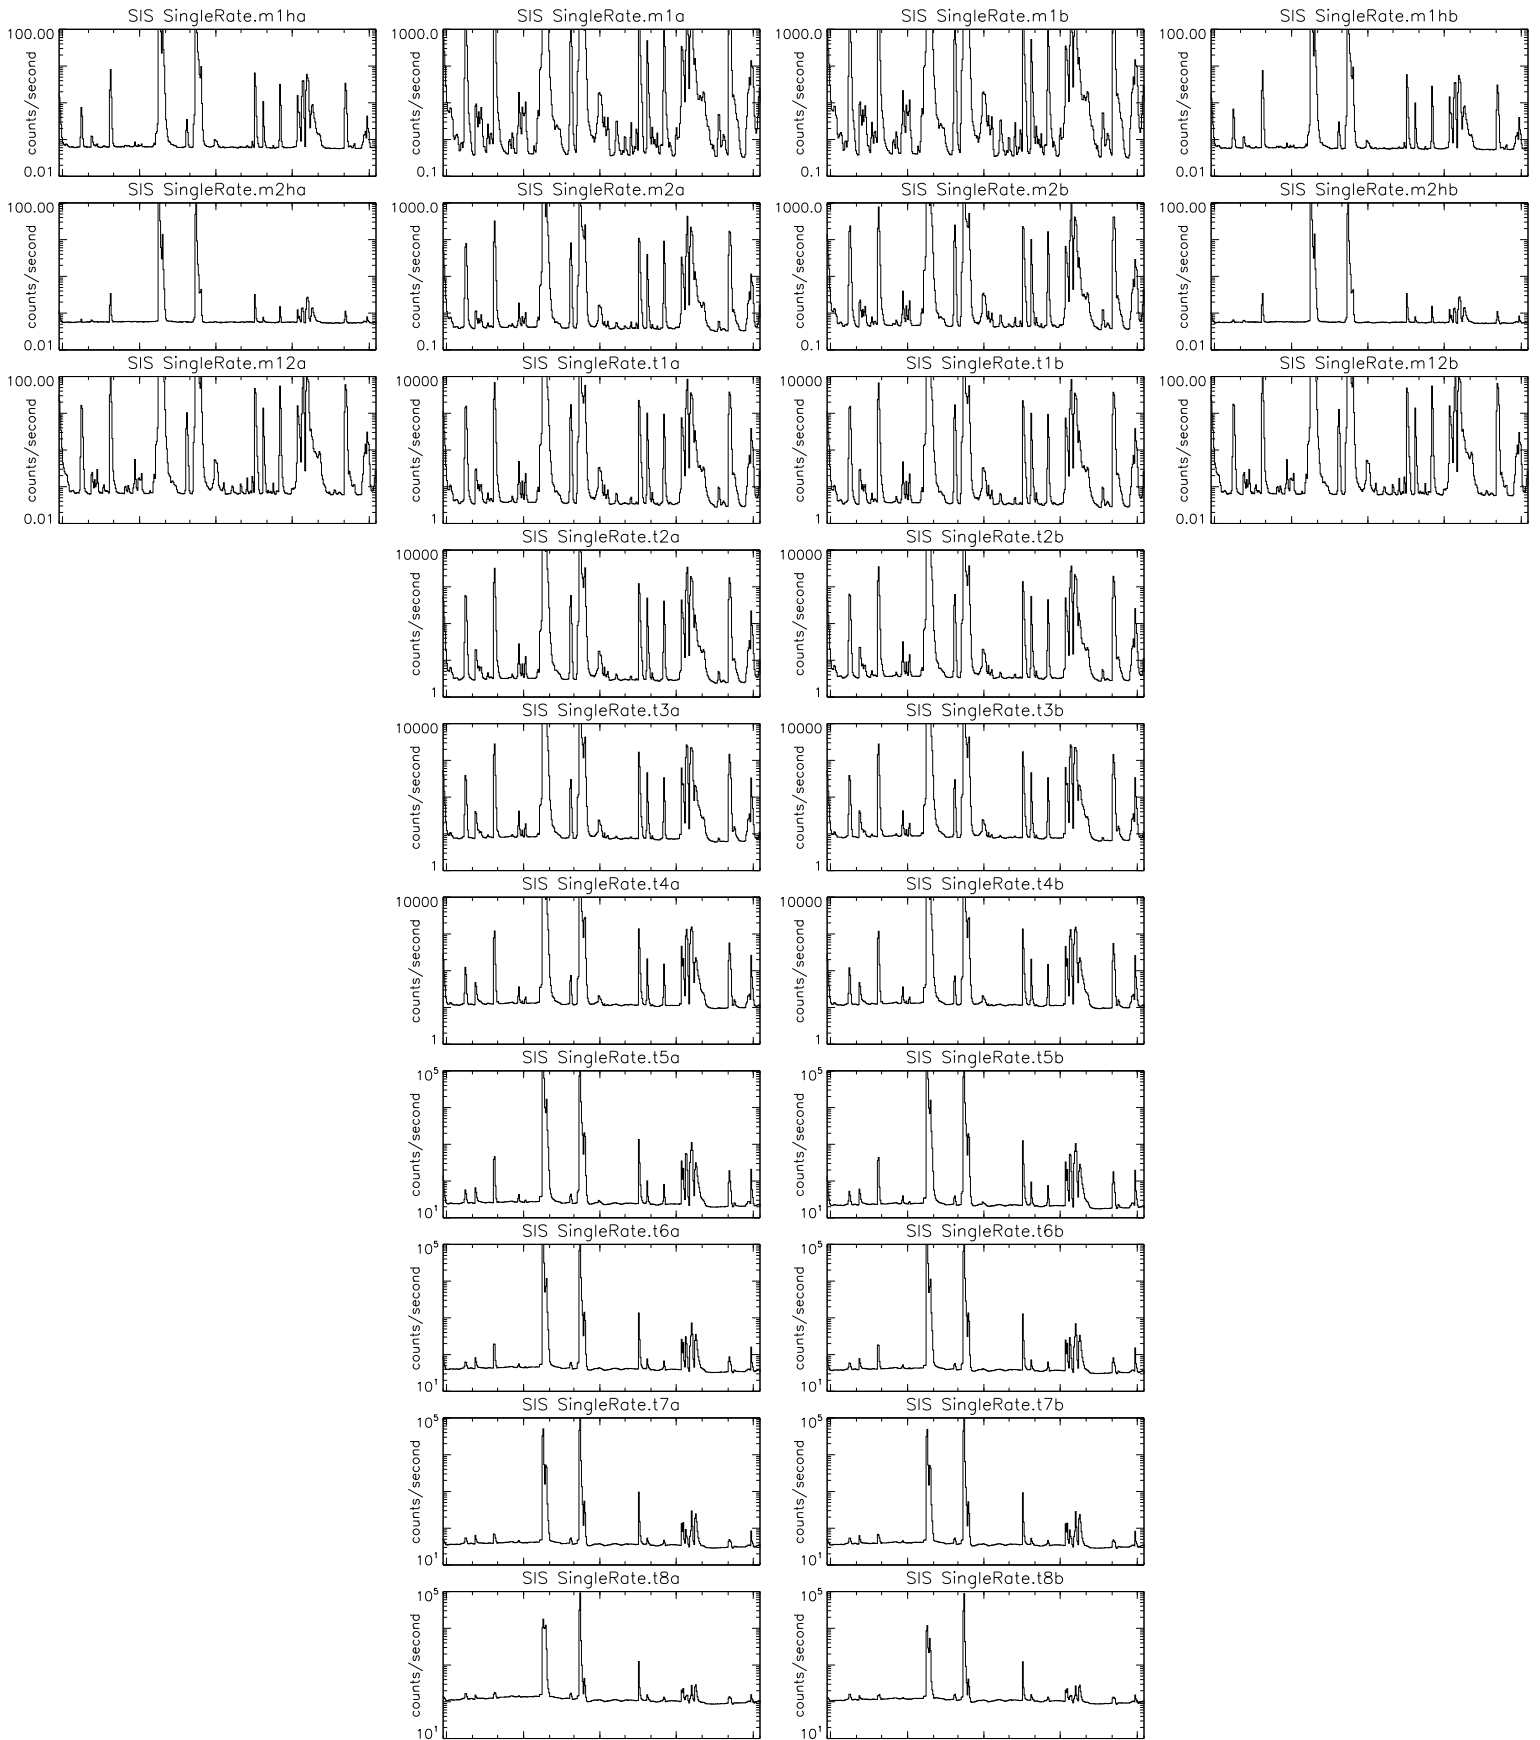 SIS SingleRate.m1ha
100.00
counts/second
0.01
SIS SingleRate.m1a
1000.0
counts/second
0.1
SIS SingleRate.m1b
1000.0
counts/second
0.1
SIS SingleRate.m1hb
100.00
counts/second
0.01
SIS SingleRate.m2ha
100.00
counts/second
0.01
SIS SingleRate.m2a
1000.0
counts/second
0.1
SIS SingleRate.m2b
1000.0
counts/second
0.1
SIS SingleRate.m2hb
100.00
counts/second
0.01
SIS SingleRate.m12a
100.00
counts/second
0.01
SIS SingleRate.t1a
10000
counts/second
1
SIS SingleRate.t1b
10000
counts/second
1
SIS SingleRate.m12b
100.00
counts/second
0.01
SIS SingleRate.t2a
10000
counts/second
1
SIS SingleRate.t2b
10000
counts/second
1
SIS SingleRate.t3a
10000
counts/second
1
SIS SingleRate.t3b
10000
counts/second
1
SIS SingleRate.t4a
10000
counts/second
1
SIS SingleRate.t4b
10000
counts/second
1
SIS SingleRate.t5a
10⁵
counts/second
10¹
SIS SingleRate.t5b
10⁵
counts/second
10¹
SIS SingleRate.t6a
10⁵
counts/second
10¹
SIS SingleRate.t6b
10⁵
counts/second
10¹
SIS SingleRate.t7a
10⁵
counts/second
10¹
SIS SingleRate.t7b
10⁵
counts/second
10¹
SIS SingleRate.t8a
10⁵
counts/second
10¹
SIS SingleRate.t8b
10⁵
counts/second
10¹